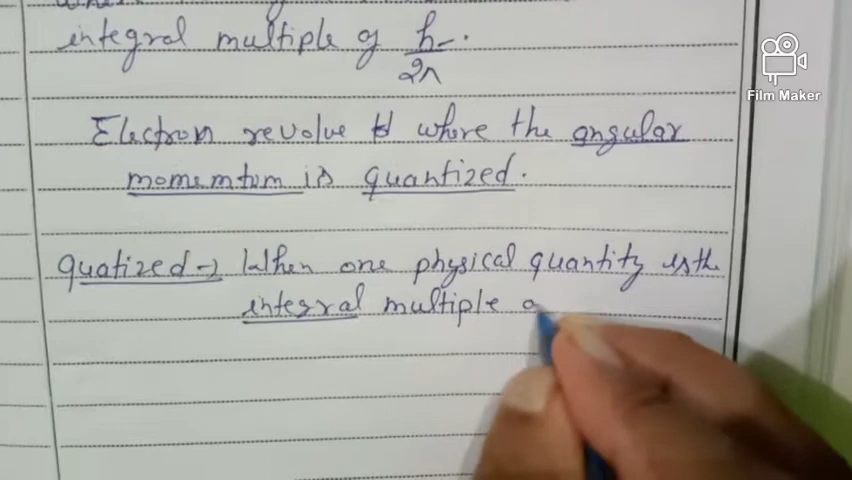 integral multiple of h/2π.
Electron revolve where the angular
momentum is quantized.
quatized → When one physical quantity is the
integral multiple o
Film Maker